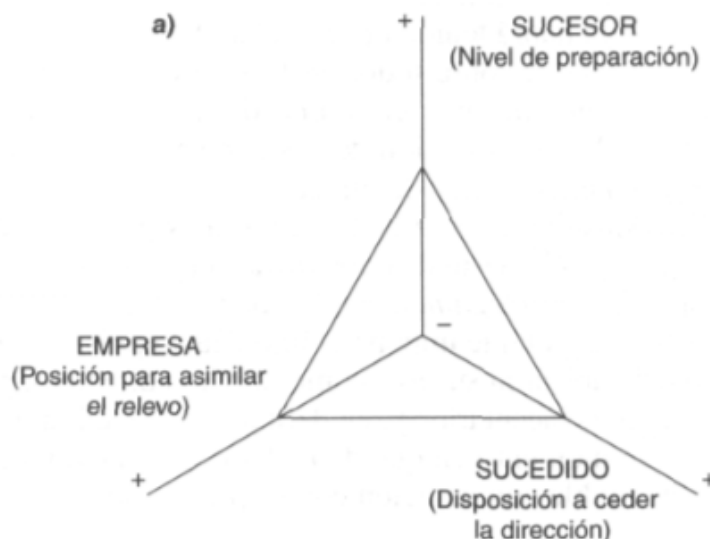 a)
+
SUCESOR
(Nivel de preparación)
−
EMPRESA
(Posición para asimilar
el relevo)
+
SUCEDIDO
(Disposición a ceder
la dirección)
+